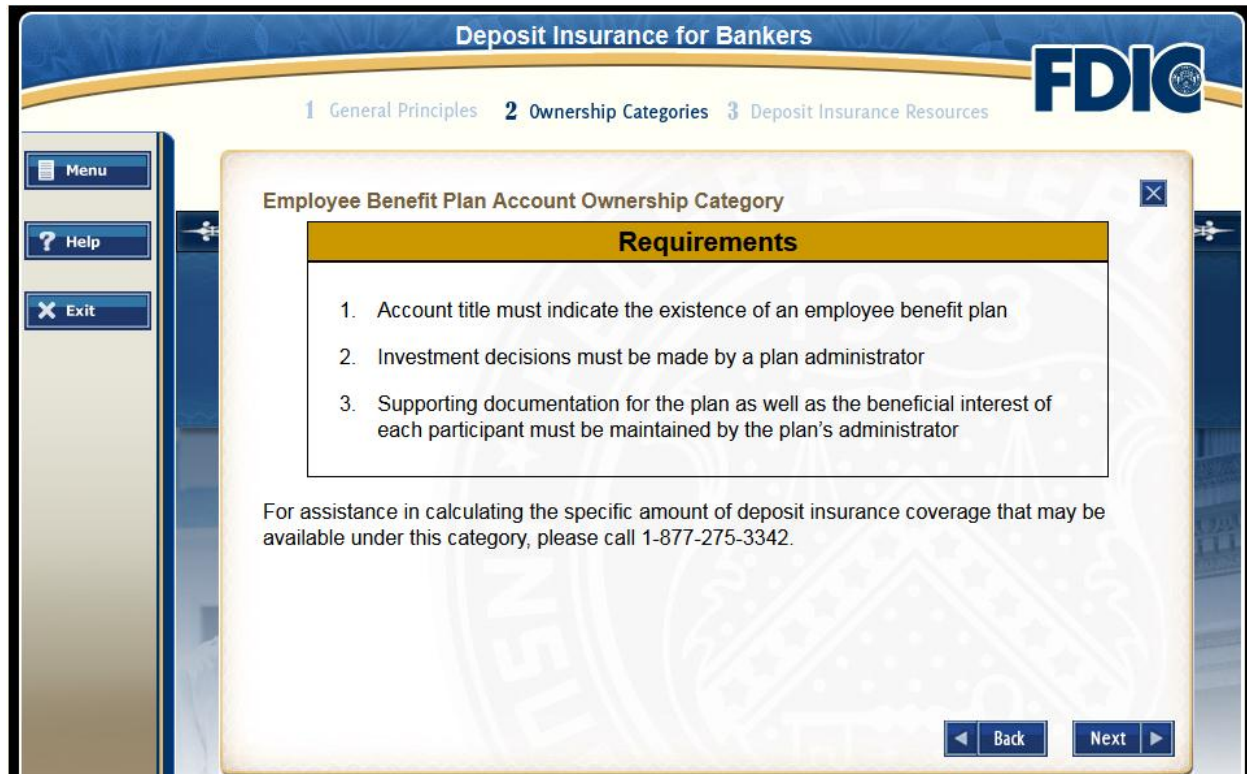 Deposit Insurance for Bankers
FDIC
1 General Principles 2 Ownership Categories 3 Deposit Insurance Resources
Menu
? Help
X Exit
Employee Benefit Plan Account Ownership Category
Requirements
1. Account title must indicate the existence of an employee benefit plan
2. Investment decisions must be made by a plan administrator
3. Supporting documentation for the plan as well as the beneficial interest of
each participant must be maintained by the plan's administrator
For assistance in calculating the specific amount of deposit insurance coverage that may be
available under this category, please call 1-877-275-3342.
1933
Back
Next